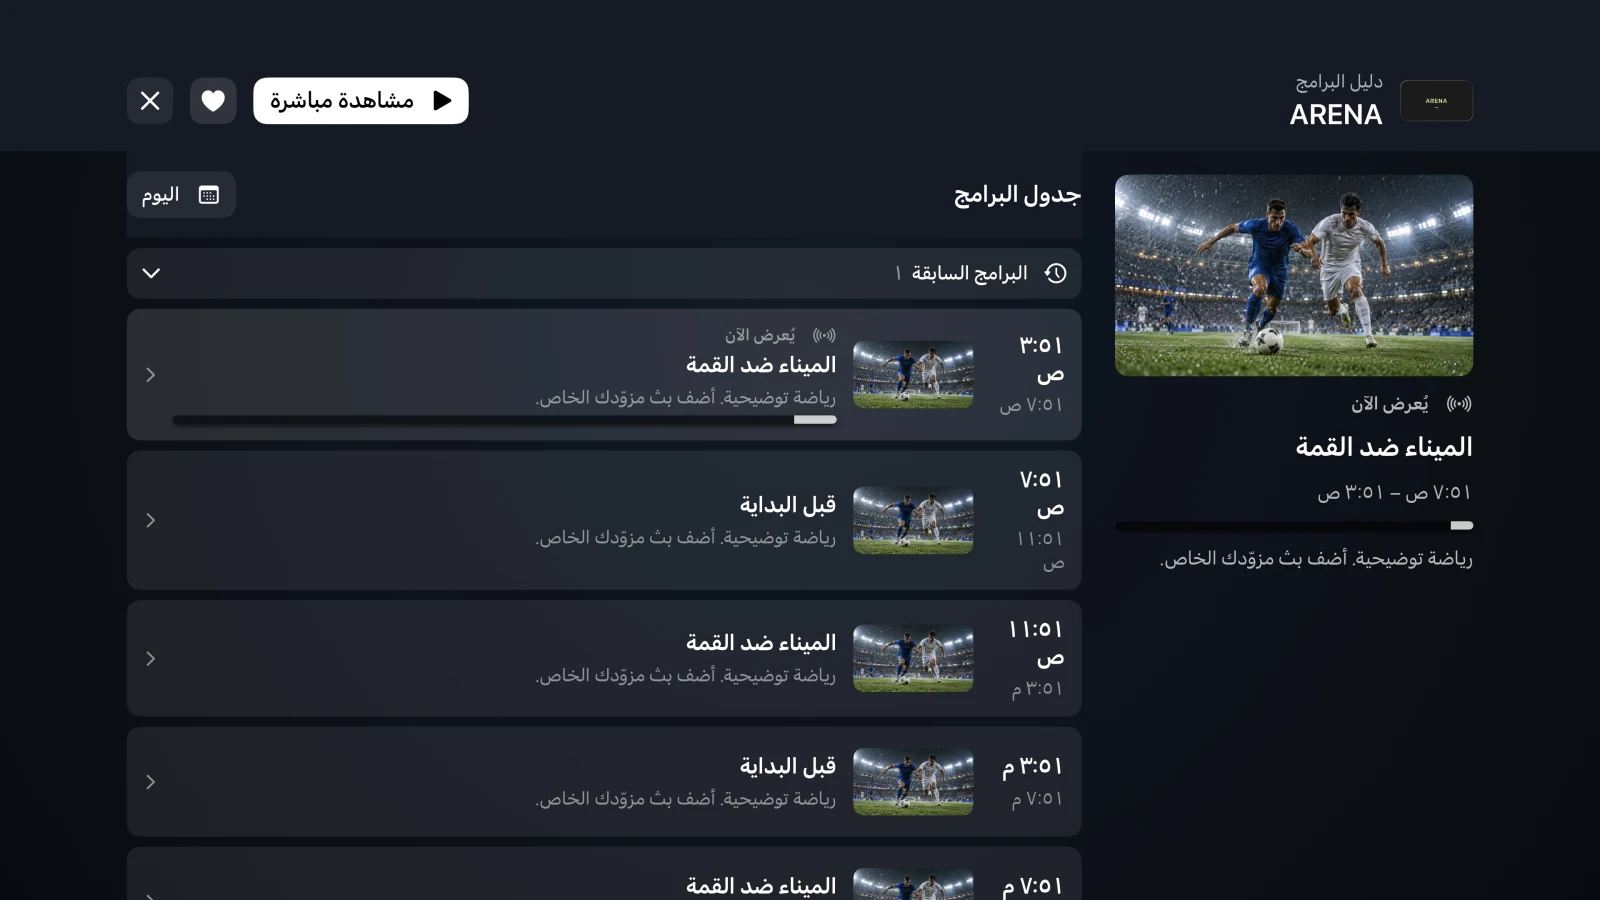 دليل البرامج
ARENA
ARENA
مشاهدة مباشرة
يُعرض الآن
الميناء ضد القمة
٣:٥١ ص – ٧:٥١ ص
رياضة توضيحية. أضف بث مزوّدك الخاص.
جدول البرامج
اليوم
البرامج السابقة ١
٣:٥١
ص
٧:٥١ ص
يُعرض الآن
الميناء ضد القمة
رياضة توضيحية. أضف بث مزوّدك الخاص.
٧:٥١
ص
١١:٥١
ص
قبل البداية
رياضة توضيحية. أضف بث مزوّدك الخاص.
١١:٥١
ص
٣:٥١ م
الميناء ضد القمة
رياضة توضيحية. أضف بث مزوّدك الخاص.
٣:٥١ م
٧:٥١ م
قبل البداية
رياضة توضيحية. أضف بث مزوّدك الخاص.
٧:٥١ م
الميناء ضد القمة